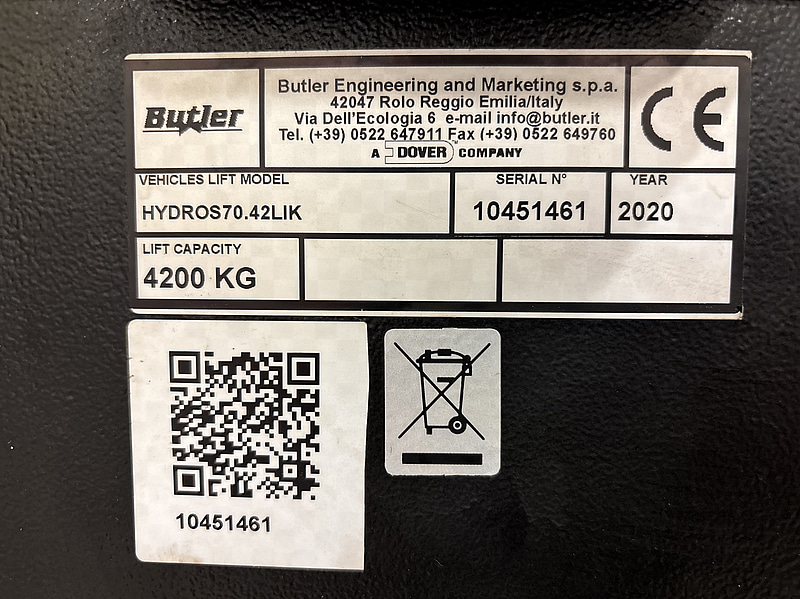 Butler
Butler Engineering and Marketing s.p.a.
42047 Rolo Reggio Emilia/Italy
Via Dell'Ecologia 6 e-mail info@butler.it
Tel. (+39) 0522 647911 Fax (+39) 0522 649760
A DOVER COMPANY
CE
VEHICLES LIFT MODEL
HYDROS70.42LIK
SERIAL N°
10451461
YEAR
2020
LIFT CAPACITY
4200 KG
10451461